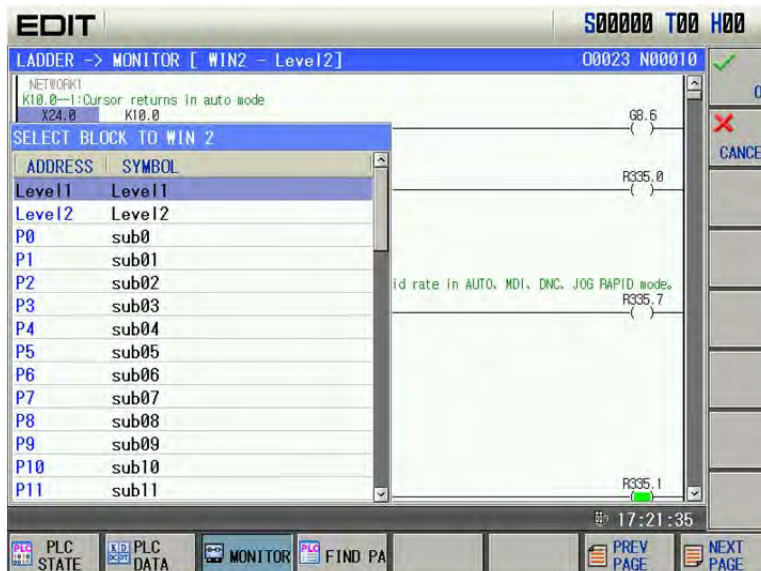 EDIT S00000 T00 H00
LADDER -> MONITOR [ WIN2 - Level2] O0023 N00010
NETWORK1
K10.0--1:Cursor returns in auto mode
X24.0 K10.0 G8.6
SELECT BLOCK TO WIN 2
ADDRESS SYMBOL
Level1 Level1
Level2 Level2
P0 sub0
P1 sub01
P2 sub02
P3 sub03
P4 sub04
P5 sub05
P6 sub06
P7 sub07
P8 sub08
P9 sub09
P10 sub10
P11 sub11
R335.0
id rate in AUTO、MDI、DNC、JOG RAPID mode。
R335.7
R335.1
O
CANCE
17:21:35
PLC STATE
PLC DATA
MONITOR
FIND PA
PREV PAGE
NEXT PAGE